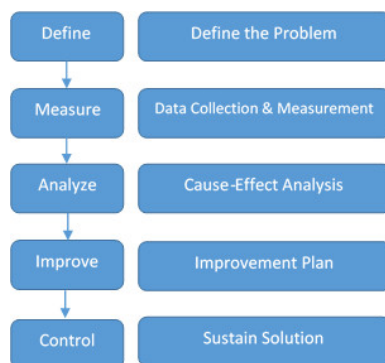 Define
Define the Problem
Measure
Data Collection & Measurement
Analyze
Cause-Effect Analysis
Improve
Improvement Plan
Control
Sustain Solution